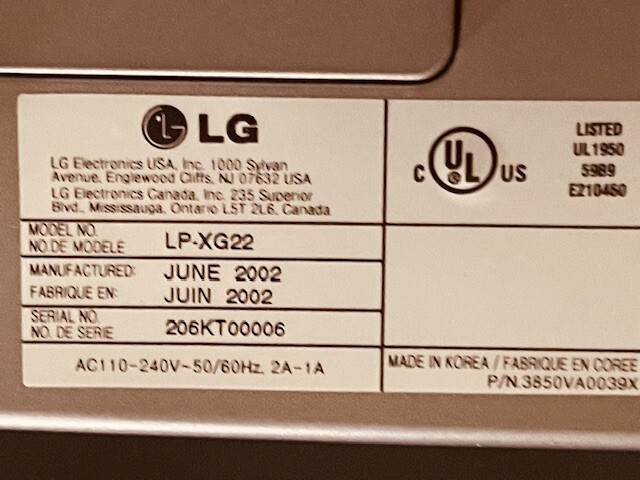 LG
LG Electronics USA, Inc. 1000 Sylvan
Avenue, Englewood Cliffs, NJ 07632 USA
LG Electronics Canada, Inc. 235 Superior
Blvd., Mississauga, Ontario L5T 2L6, Canada
MODEL NO.
NO.DE MODELE
LP-XG22
MANUFACTURED: JUNE 2002
FABRIQUE EN: JUIN 2002
SERIAL NO.
NO. DE SERIE
206KT00006
AC110-240V~50/60Hz, 2A-1A
C UL US
LISTED
UL1950
59B9
E210460
MADE IN KOREA / FABRIQUE EN COREE
P/N.3850VA0039X